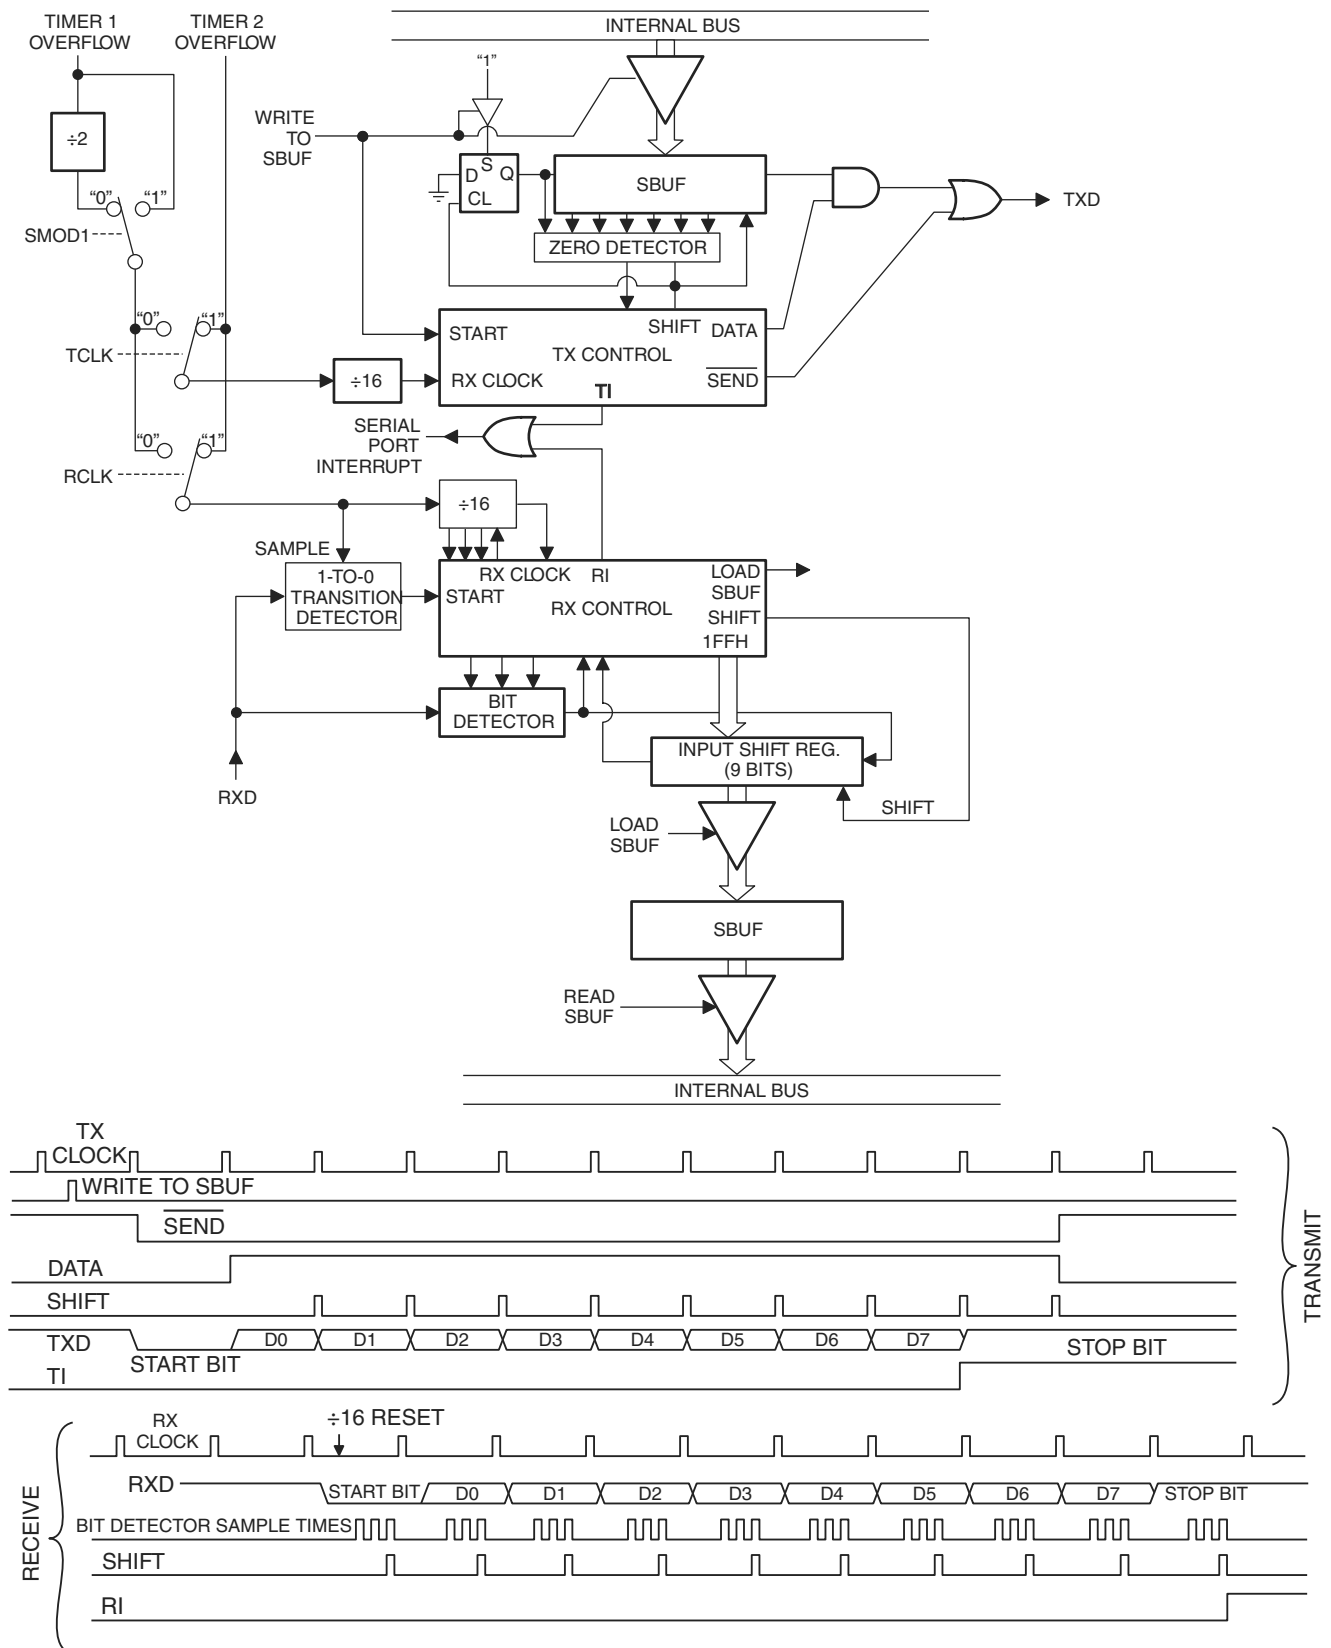 TIMER 1
OVERFLOW
TIMER 2
OVERFLOW
INTERNAL BUS
÷2
“1”
WRITE
TO
SBUF
“0”
“1”
SMOD1
D
S
Q
CL
SBUF
TXD
ZERO DETECTOR
“0”
“1”
TCLK
÷16
START
SHIFT
DATA
TX CONTROL
RX CLOCK
SEND
TI
SERIAL
PORT
INTERRUPT
“0”
“1”
RCLK
÷16
SAMPLE
1-TO-0
TRANSITION
DETECTOR
RX CLOCK
RI
LOAD
SBUF
START
RX CONTROL
SHIFT
1FFH
BIT
DETECTOR
RXD
INPUT SHIFT REG.
(9 BITS)
SHIFT
LOAD
SBUF
SBUF
READ
SBUF
INTERNAL BUS
TX
CLOCK
WRITE TO SBUF
SEND
DATA
SHIFT
TXD
START BIT
D0
D1
D2
D3
D4
D5
D6
D7
STOP BIT
TI
TRANSMIT
RX
CLOCK
÷16 RESET
RXD
START BIT
D0
D1
D2
D3
D4
D5
D6
D7
STOP BIT
BIT DETECTOR SAMPLE TIMES
SHIFT
RI
RECEIVE